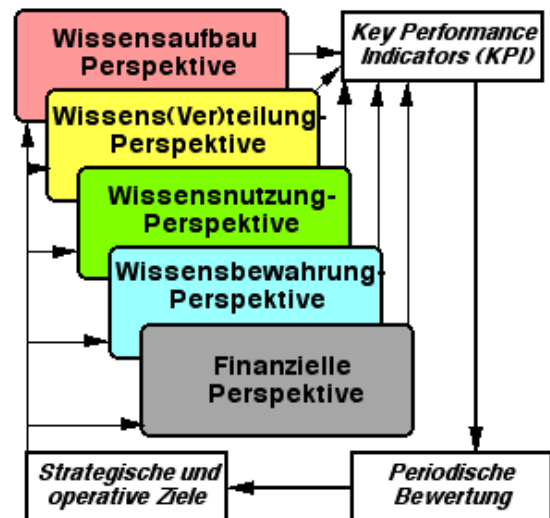 Wissensaufbau
Perspektive
Key Performance
Indicators (KPI)
Wissens(Ver)teilung-
Perspektive
Wissensnutzung-
Perspektive
Wissensbewahrung-
Perspektive
Finanzielle
Perspektive
Strategische und
operative Ziele
Periodische
Bewertung